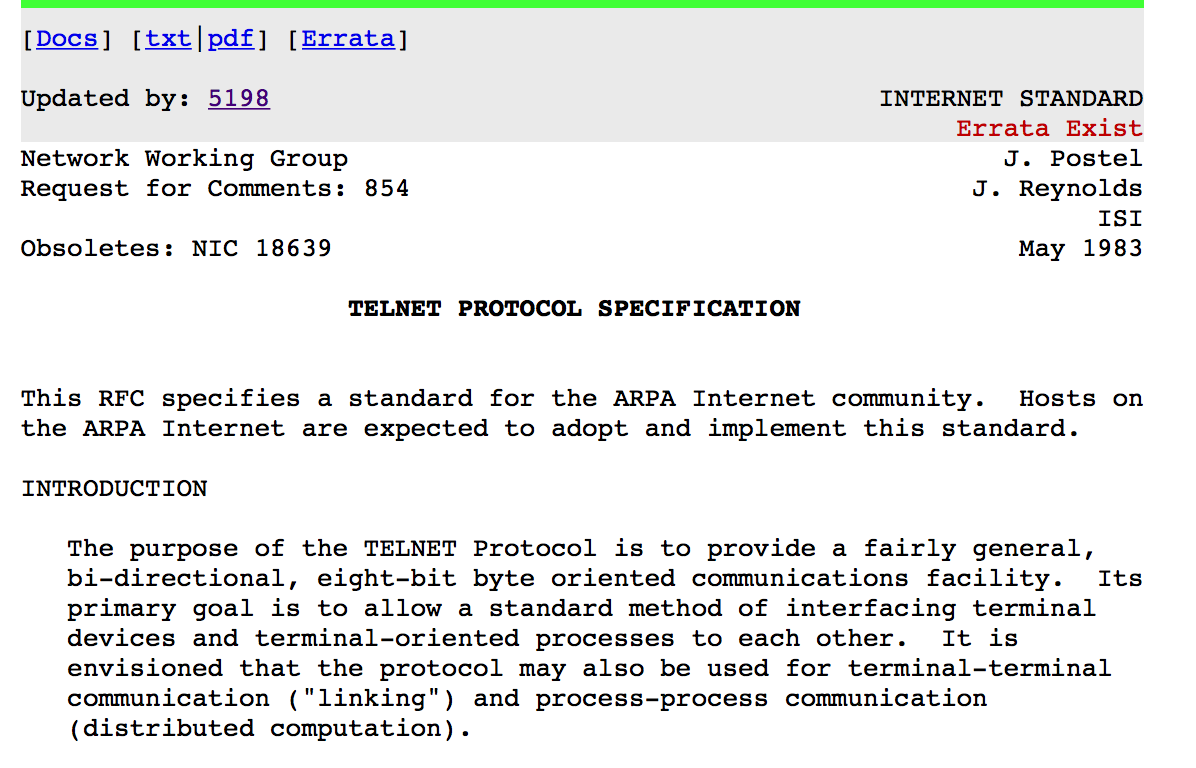 [Docs] [txt|pdf] [Errata]
Updated by: 5198 INTERNET STANDARD
Errata Exist
Network Working Group J. Postel
Request for Comments: 854 J. Reynolds
ISI
Obsoletes: NIC 18639 May 1983
TELNET PROTOCOL SPECIFICATION
This RFC specifies a standard for the ARPA Internet community.  Hosts on
the ARPA Internet are expected to adopt and implement this standard.
INTRODUCTION
The purpose of the TELNET Protocol is to provide a fairly general,
bi-directional, eight-bit byte oriented communications facility.  Its
primary goal is to allow a standard method of interfacing terminal
devices and terminal-oriented processes to each other.  It is
envisioned that the protocol may also be used for terminal-terminal
communication ("linking") and process-process communication
(distributed computation).